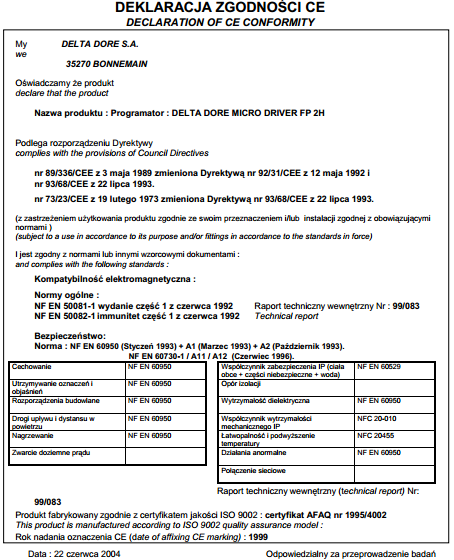 DEKLARACJA ZGODNOŚCI CE
DECLARATION OF CE CONFORMITY
My DELTA DORE S.A.
we
35270 BONNEMAIN
Oświadczamy że produkt
declare that the product
Nazwa produktu : Programator : DELTA DORE MICRO DRIVER FP 2H
Podlega rozporządzeniu Dyrektywy
complies with the provisions of Council Directives
nr 89/336/CEE z 3 maja 1989 zmieniona Dyrektywą nr 92/31/CEE z 12 maja 1992 i
nr 93/68/CEE z 22 lipca 1993.
nr 73/23/CEE z 19 lutego 1973 zmieniona Dyrektywą nr 93/68/CEE z 22 lipca 1993.
(z zastrzeżeniem użytkowania produktu zgodnie ze swoim przeznaczeniem i/lub instalacji zgodnej z obowiązującymi
normami )
(subject to a use in accordance to its purpose and/or fittings in accordance to the standards in force)
I jest zgodny z normami lub innymi wzorcowymi dokumentami :
and complies with the following standards :
Kompatybilność elektromagnetyczna :
Normy ogólne :
NF EN 50081-1 wydanie część 1 z czerwca 1992 Raport techniczny wewnętrzny Nr : 99/083
NF EN 50082-1 immunitet część 1 z czerwca 1992 Technical report
Bezpieczeństwo:
Norma : NF EN 60950 (Styczeń 1993) + A1 (Marzec 1993) + A2 (Październik 1993).
NF EN 60730-1 / A11 / A12 (Czerwiec 1996).
Cechowanie NF EN 60950
Utrzymywanie oznaczeń i
objaśnień
Rozporządzenia budowlane NF EN 60950
Drogi upływu i dystansu w
powietrzu NF EN 60950
Nagrzewanie NF EN 60950
Zwarcie doziemne prądu
Współczynnik zabezpieczenia IP (ciała
obce + części niebezpieczne + woda) NF EN 60529
Opór izolacji
Wytrzymałość dielektryczna NF EN 60950
Współczynnik wytrzymałości
mechanicznego IP NFC 20-010
Łatwopalność i podwyższenie
temperatury NFC 20455
Działania anormalne NF EN 60950
Połączenie sieciowe
Raport techniczny wewnętrzny (technical report) Nr:
99/083
Produkt fabrykowany zgodnie z certyfikatem jakości ISO 9002 : certyfikat AFAQ nr 1995/4002
This product is manufactured according to ISO 9002 quality assurance model :
Rok nadania oznaczenia CE (date of affixing CE marking) : 1999
Data : 22 czerwca 2004 Odpowiedzialny za przeprowadzenie badań